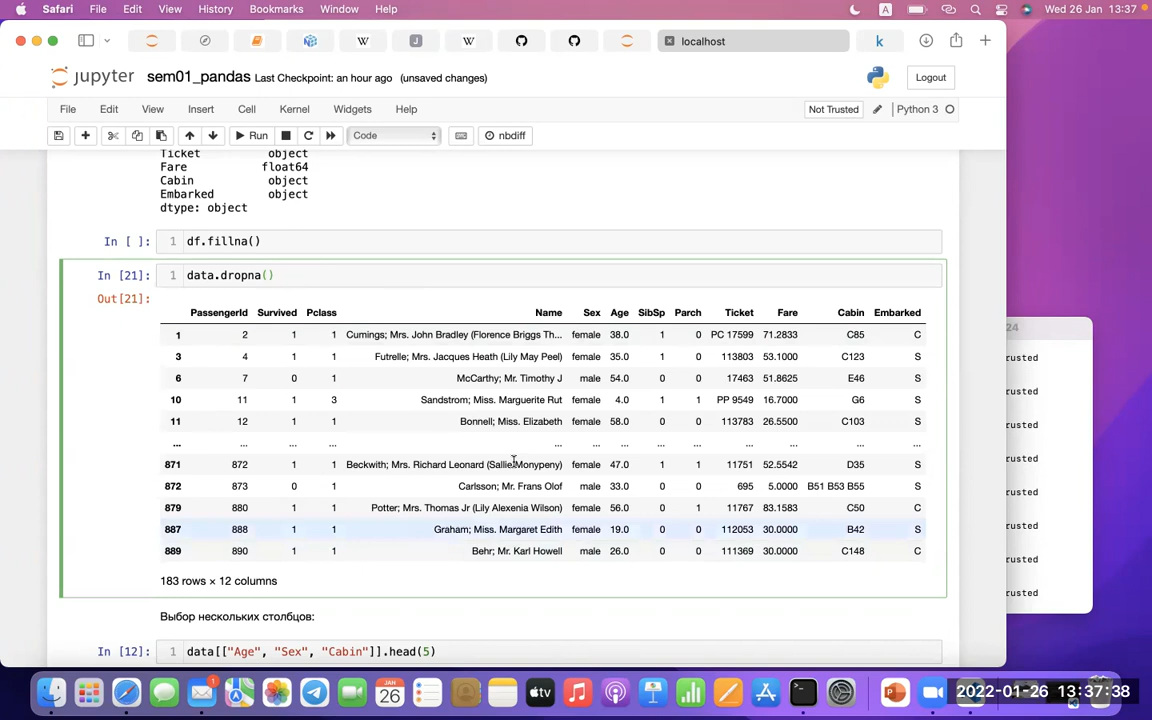 Safari File Edit View History Bookmarks Window Help A Wed 26 Jan 13:37
W J W localhost k
jupyter sem01_pandas Last Checkpoint: an hour ago (unsaved changes) Logout
File Edit View Insert Cell Kernel Widgets Help Not Trusted Python 3
Run Code nbdiff
Ticket object
Fare float64
Cabin object
Embarked object
dtype: object
In [ ]: 1 df.fillna()
In [21]: 1 data.dropna()
Out[21]:
PassengerId Survived Pclass Name Sex Age SibSp Parch Ticket Fare Cabin Embarked
1 2 1 1 Cumings; Mrs. John Bradley (Florence Briggs Th... female 38.0 1 0 PC 17599 71.2833 C85 C
3 4 1 1 Futrelle; Mrs. Jacques Heath (Lily May Peel) female 35.0 1 0 113803 53.1000 C123 S
6 7 0 1 McCarthy; Mr. Timothy J male 54.0 0 0 17463 51.8625 E46 S
10 11 1 3 Sandstrom; Miss. Marguerite Rut female 4.0 1 1 PP 9549 16.7000 G6 S
11 12 1 1 Bonnell; Miss. Elizabeth female 58.0 0 0 113783 26.5500 C103 S
... ... ... ... ... ... ... ... ... ... ... ... ...
871 872 1 1 Beckwith; Mrs. Richard Leonard (Sallie Monypeny) female 47.0 1 1 11751 52.5542 D35 S
872 873 0 1 Carlsson; Mr. Frans Olof male 33.0 0 0 695 5.0000 B51 B53 B55 S
879 880 1 1 Potter; Mrs. Thomas Jr (Lily Alexenia Wilson) female 56.0 0 1 11767 83.1583 C50 C
887 888 1 1 Graham; Miss. Margaret Edith female 19.0 0 0 112053 30.0000 B42 S
889 890 1 1 Behr; Mr. Karl Howell male 26.0 0 0 111369 30.0000 C148 C
183 rows × 12 columns
Выбор нескольких столбцов:
In [12]: 1 data[["Age", "Sex", "Cabin"]].head(5)
24
rusted
rusted
rusted
rusted
rusted
rusted
rusted
rusted
1 JAN 26 tv
2022-01-26 13:37:38